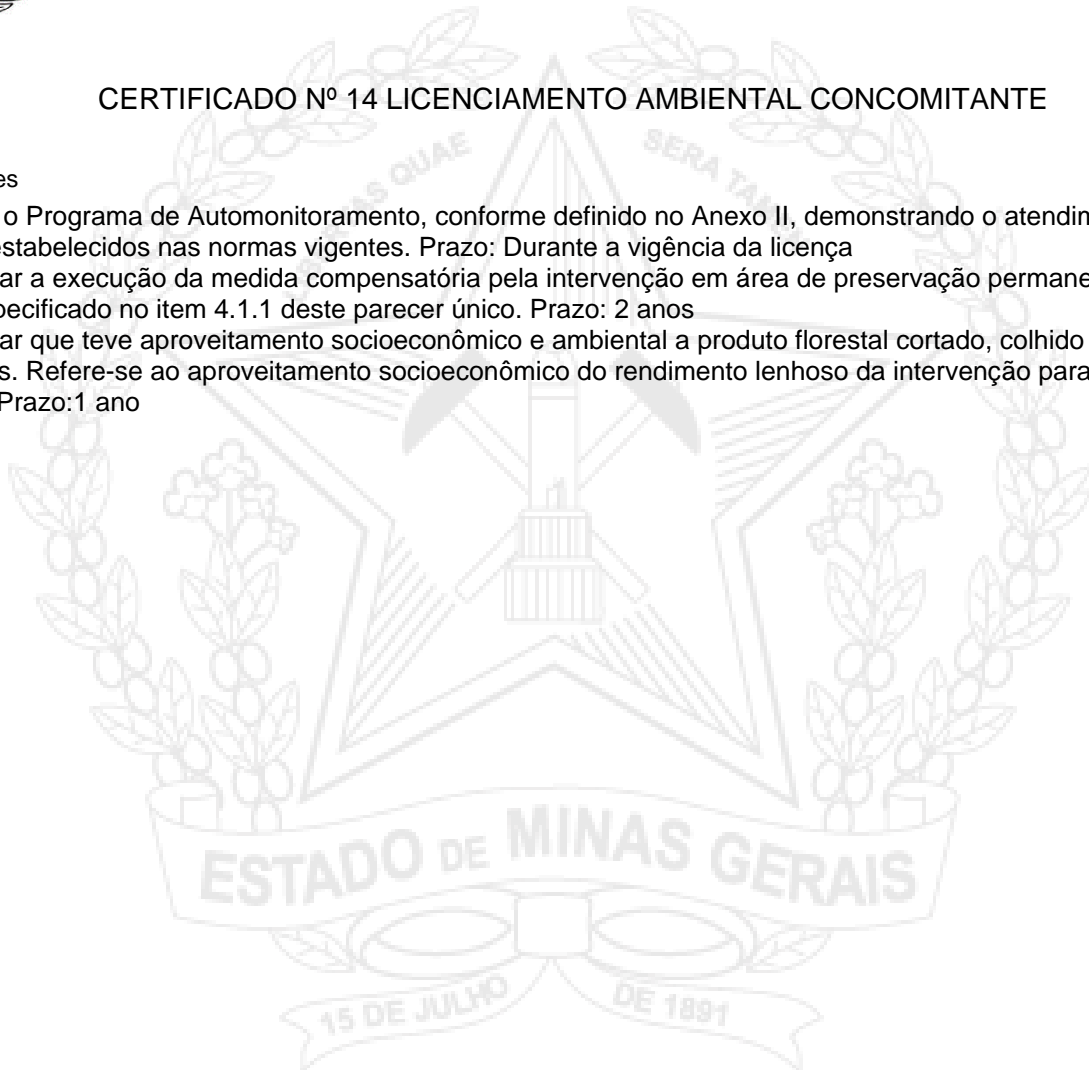 CERTIFICADO Nº 14 LICENCIAMENTO AMBIENTAL CONCOMITANTE
es
o Programa de Automonitoramento, conforme definido no Anexo II, demonstrando o atendim
estabelecidos nas normas vigentes. Prazo: Durante a vigência da licença
ar a execução da medida compensatória pela intervenção em área de preservação permane
pecificado no item 4.1.1 deste parecer único. Prazo: 2 anos
ar que teve aproveitamento socioeconômico e ambiental a produto florestal cortado, colhido
s. Refere-se ao aproveitamento socioeconômico do rendimento lenhoso da intervenção para
Prazo:1 ano
QUAE SERA TAMEN
ESTADO DE MINAS GERAIS
15 DE JULHO DE 1891